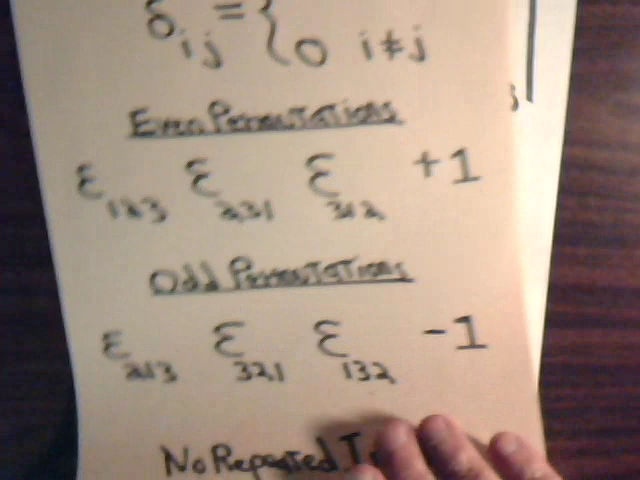 δij = { 0 i≠j
Even Permutations
ε123 ε231 ε312 +1
Odd Permutations
ε213 ε321 ε132 -1
No Repeated